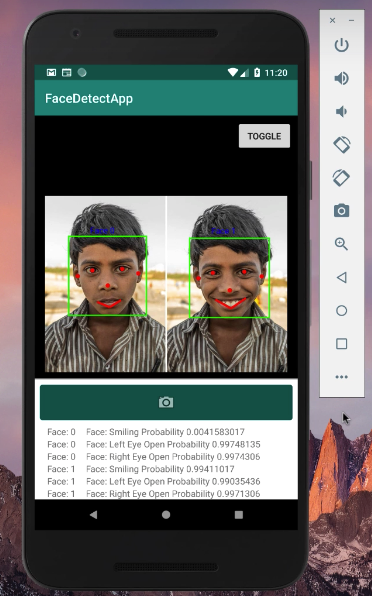 11:20
FaceDetectApp
TOGGLE
Face: 0 Face: Smiling Probability 0.0041583017
Face: 0 Face: Left Eye Open Probability 0.99748135
Face: 0 Face: Right Eye Open Probability 0.9974306
Face: 1 Face: Smiling Probability 0.99411017
Face: 1 Face: Left Eye Open Probability 0.99035436
Face: 1 Face: Right Eye Open Probability 0.9971306